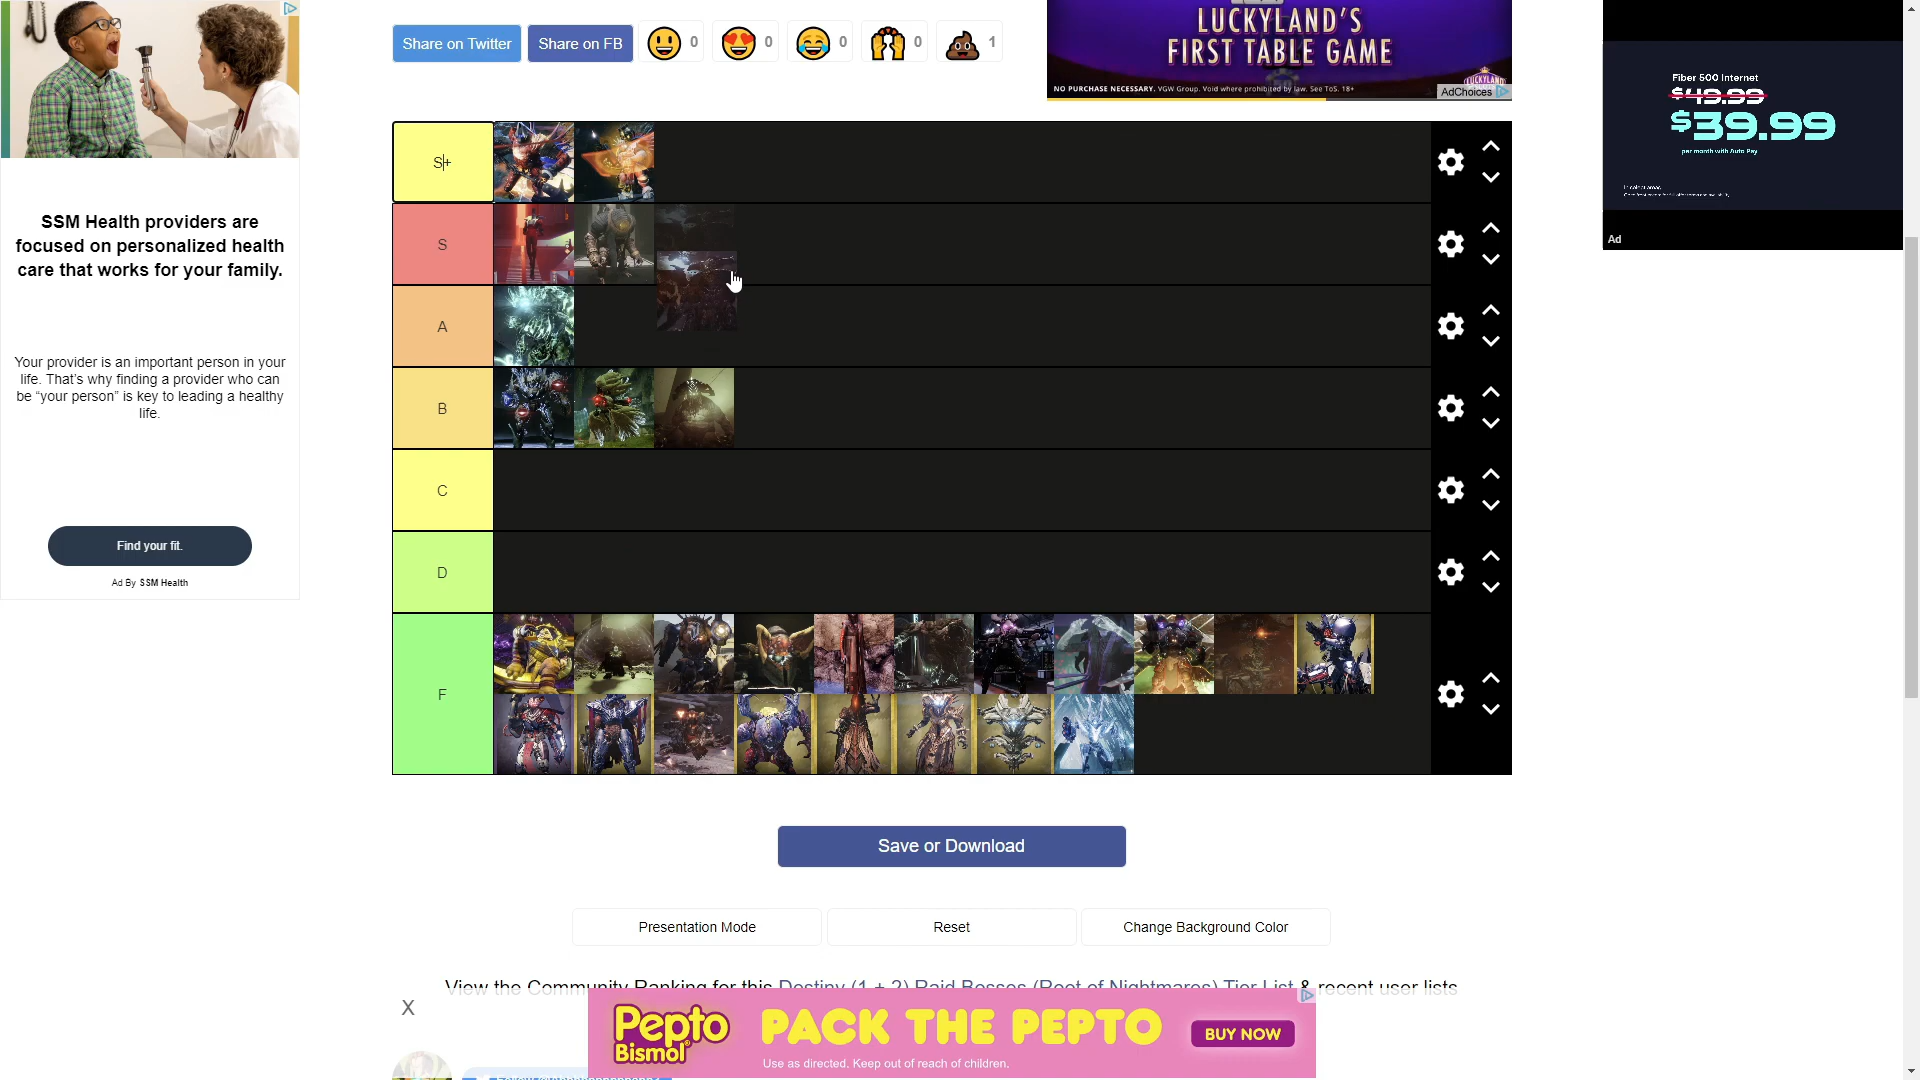 Share on Twitter
Share on FB
0
0
0
0
1
LUCKYLAND'S
FIRST TABLE GAME
NO PURCHASE NECESSARY. VGW Group. Void where prohibited by law. See ToS. 18+
LUCKYLAND
AdChoices
Fiber 500 Internet
$49.99
$39.99
per month with Auto Pay
Ad
SSM Health providers are
focused on personalized health
care that works for your family.
Your provider is an important person in your
life. That's why finding a provider who can
be “your person” is key to leading a healthy
life.
Find your fit.
Ad By SSM Health
S+
S
A
B
C
D
F
Save or Download
Presentation Mode
Reset
Change Background Color
View the Community Ranking for this Destiny (1 + 2) Raid Bosses (Root of Nightmares) Tier List & recent user lists
X
Pepto
Bismol
PACK THE PEPTO
Use as directed. Keep out of reach of children.
BUY NOW